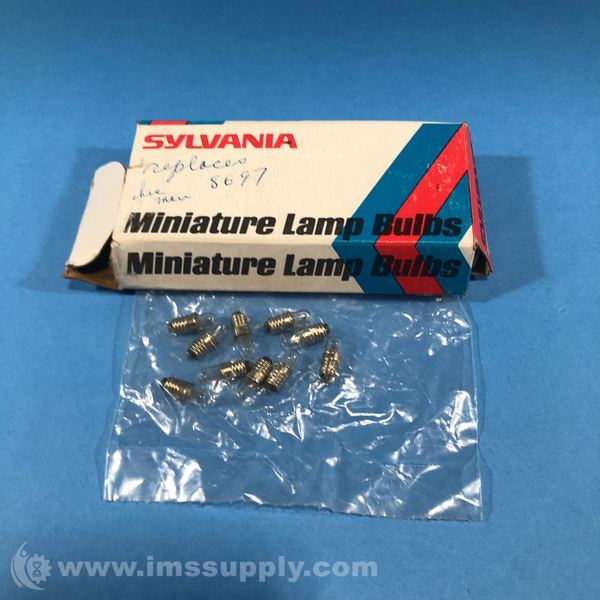 SYLVANIA
replaces
8697
Miniature Lamp Bulbs
Miniature Lamp Bulbs
www.imssupply.com